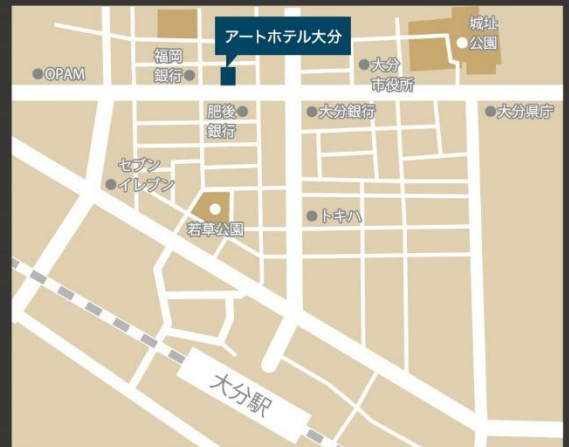 アートホテル大分
城址
公園
福岡
銀行
OPAM
大分
市役所
肥後
銀行
大分銀行
大分県庁
セブン
イレブン
若草公園
トキハ
大分駅